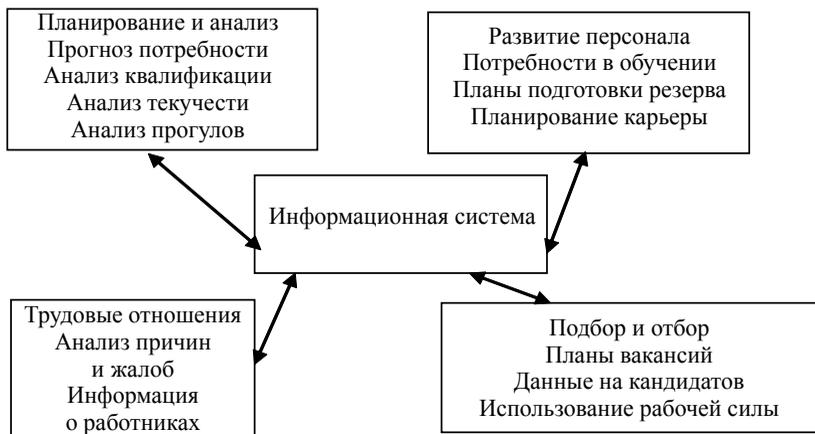 Планирование и анализ
Прогноз потребности
Анализ квалификации
Анализ текучести
Анализ прогулов
Развитие персонала
Потребности в обучении
Планы подготовки резерва
Планирование карьеры
Информационная система
Трудовые отношения
Анализ причин
и жалоб
Информация
о работниках
Подбор и отбор
Планы вакансий
Данные на кандидатов
Использование рабочей силы